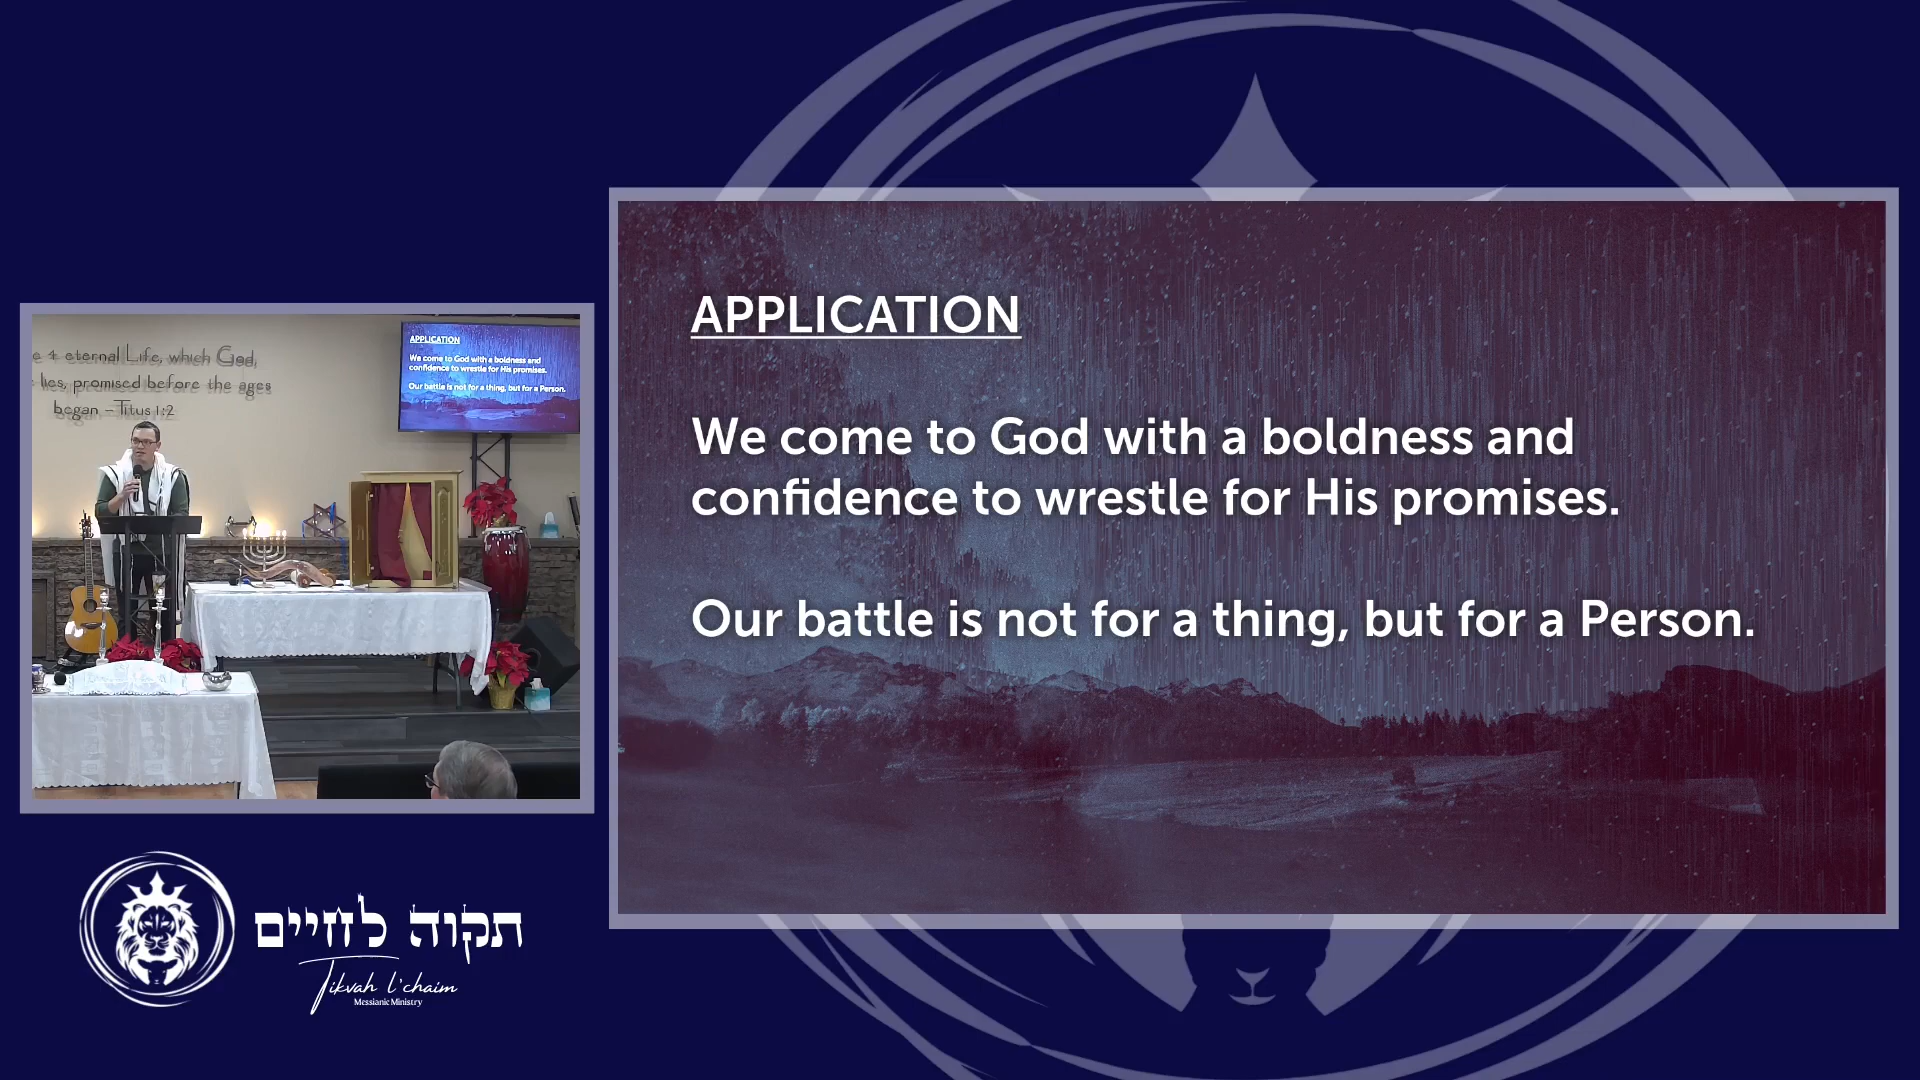 e & eternal Life, which God,
lies, promised before the ages
began – Titus 1:2
APPLICATION
We come to God with a boldness and
confidence to wrestle for His promises.
Our battle is not for a thing, but for a Person.
APPLICATION
We come to God with a boldness and
confidence to wrestle for His promises.
Our battle is not for a thing, but for a Person.
תקוה לחיים
Tikvah l'chaim
Messianic Ministry